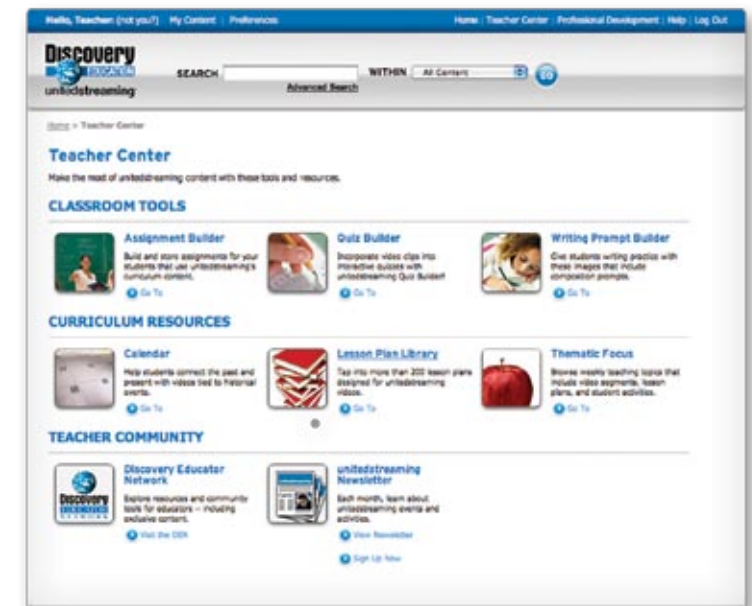 Hello, Teacher: (not you?) My Content | Preferences Home | Teacher Center | Professional Development | Help | Log Out
Discovery
EDUCATION
unitedstreaming
SEARCH WITHIN All Content GO
Advanced Search
Home > Teacher Center
Teacher Center
Make the most of unitedstreaming content with these tools and resources.
CLASSROOM TOOLS
Assignment Builder
Build and store assignments for your
students that use unitedstreaming's
curriculum content.
Go To
Quiz Builder
Incorporate video clips into
interactive quizzes with
unitedstreaming Quiz Builder!
Go To
Writing Prompt Builder
Give students writing practice with
these images that include
composition prompts.
Go To
CURRICULUM RESOURCES
Calendar
Help students connect the past and
present with videos tied to historical
events.
Go To
Lesson Plan Library
Tap into more than 200 lesson plans
designed for unitedstreaming
videos.
Go To
Thematic Focus
Browse weekly teaching topics that
include video segments, lesson
plans, and student activities.
Go To
TEACHER COMMUNITY
Discovery
EDUCATOR
NETWORK
Discovery Educator
Network
Explore resources and community
tools for educators — including
exclusive content.
Visit the DEN
unitedstreaming
Newsletter
Each month, learn about
unitedstreaming events and
activities.
View Newsletter
Sign Up Now